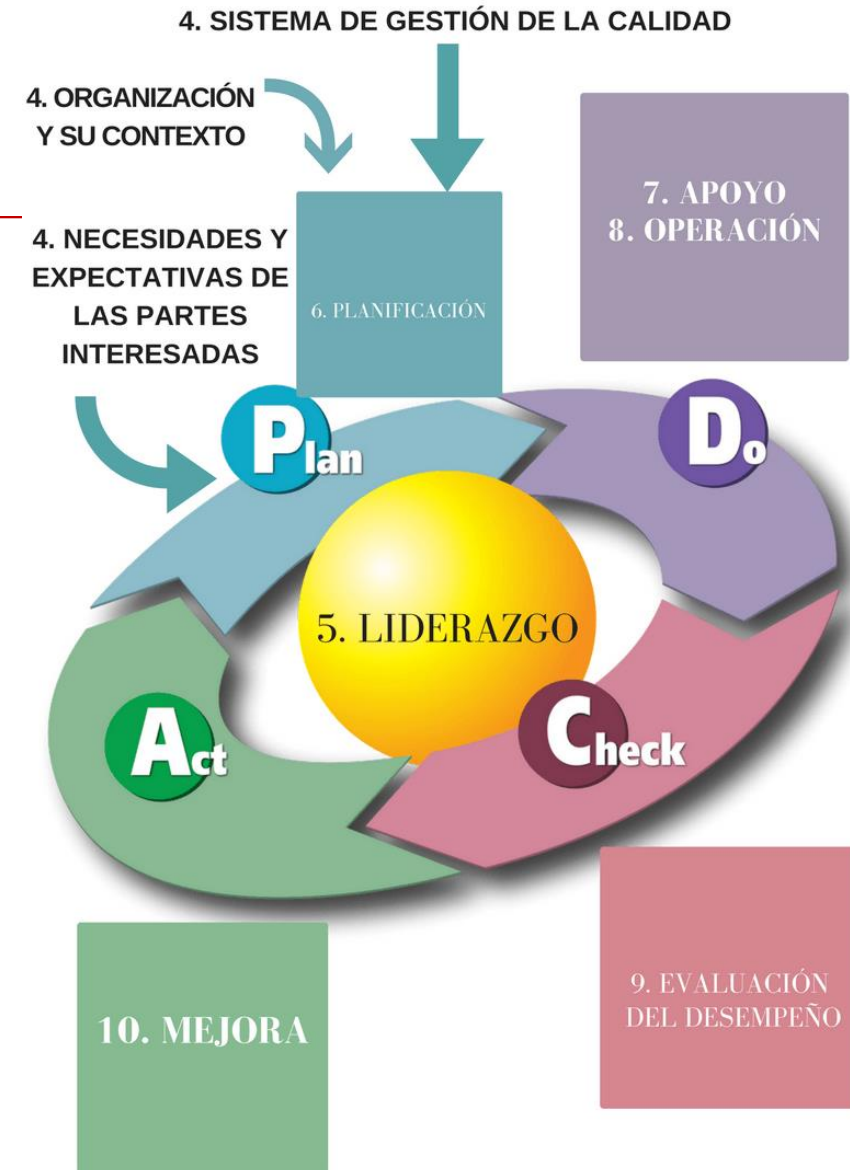 4. SISTEMA DE GESTIÓN DE LA CALIDAD
4. ORGANIZACIÓN
Y SU CONTEXTO
7. APOYO
8. OPERACIÓN
4. NECESIDADES Y
EXPECTATIVAS DE
LAS PARTES
INTERESADAS
6. PLANIFICACIÓN
Plan
Do
5. LIDERAZGO
Act
Check
9. EVALUACIÓN
DEL DESEMPEÑO
10. MEJORA